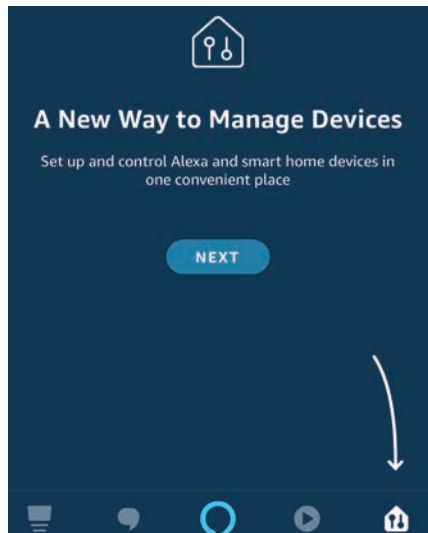 A New Way to Manage Devices
Set up and control Alexa and smart home devices in
one convenient place
NEXT